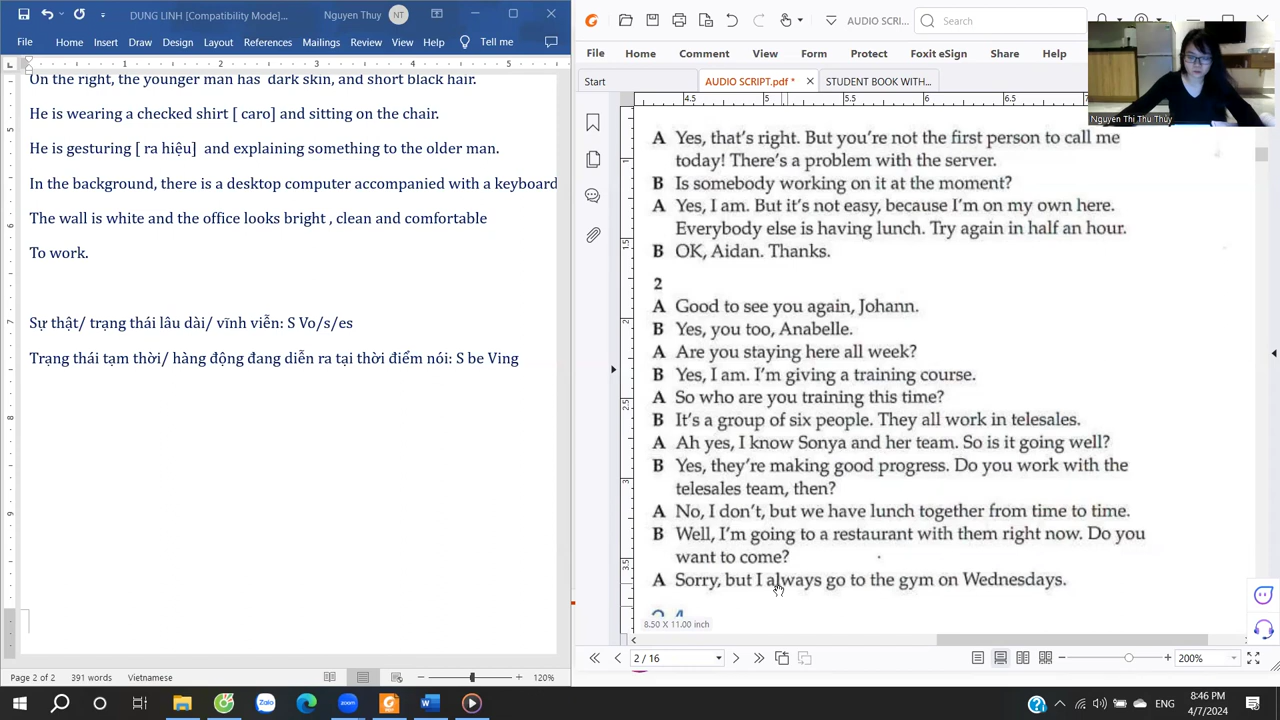 DUNG LINH [Compatibility Mode]...
Nguyen Thuy
NT
File
Home
Insert
Draw
Design
Layout
References
Mailings
Review
View
Help
Tell me
On the right, the younger man has dark skin, and short black hair.
He is wearing a checked shirt [ caro] and sitting on the chair.
He is gesturing [ ra hiệu] and explaining something to the older man.
In the background, there is a desktop computer accompanied with a keyboard
The wall is white and the office looks bright , clean and comfortable
To work.
Sự thật/ trạng thái lâu dài/ vĩnh viễn: S Vo/s/es
Trạng thái tạm thời/ hàng động đang diễn ra tại thời điểm nói: S be Ving
Page 2 of 2
391 words
Vietnamese
120%
AUDIO SCRI...
Search
File
Home
Comment
View
Form
Protect
Foxit eSign
Share
Help
Start
AUDIO SCRIPT.pdf *
STUDENT BOOK WITH...
Nguyen Thi Thu Thủy
4.5
5
5.5
6
6.5
A Yes, that's right. But you're not the first person to call me
today! There's a problem with the server.
B Is somebody working on it at the moment?
A Yes, I am. But it's not easy, because I'm on my own here.
Everybody else is having lunch. Try again in half an hour.
B OK, Aidan. Thanks.
2
A Good to see you again, Johann.
B Yes, you too, Anabelle.
A Are you staying here all week?
B Yes, I am. I'm giving a training course.
A So who are you training this time?
B It's a group of six people. They all work in telesales.
A Ah yes, I know Sonya and her team. So is it going well?
B Yes, they're making good progress. Do you work with the
telesales team, then?
A No, I don't, but we have lunch together from time to time.
B Well, I'm going to a restaurant with them right now. Do you
want to come?
A Sorry, but I always go to the gym on Wednesdays.
8.50 X 11.00 inch
2 / 16
200%
Zalo
zoom
ENG
8:46 PM
4/7/2024